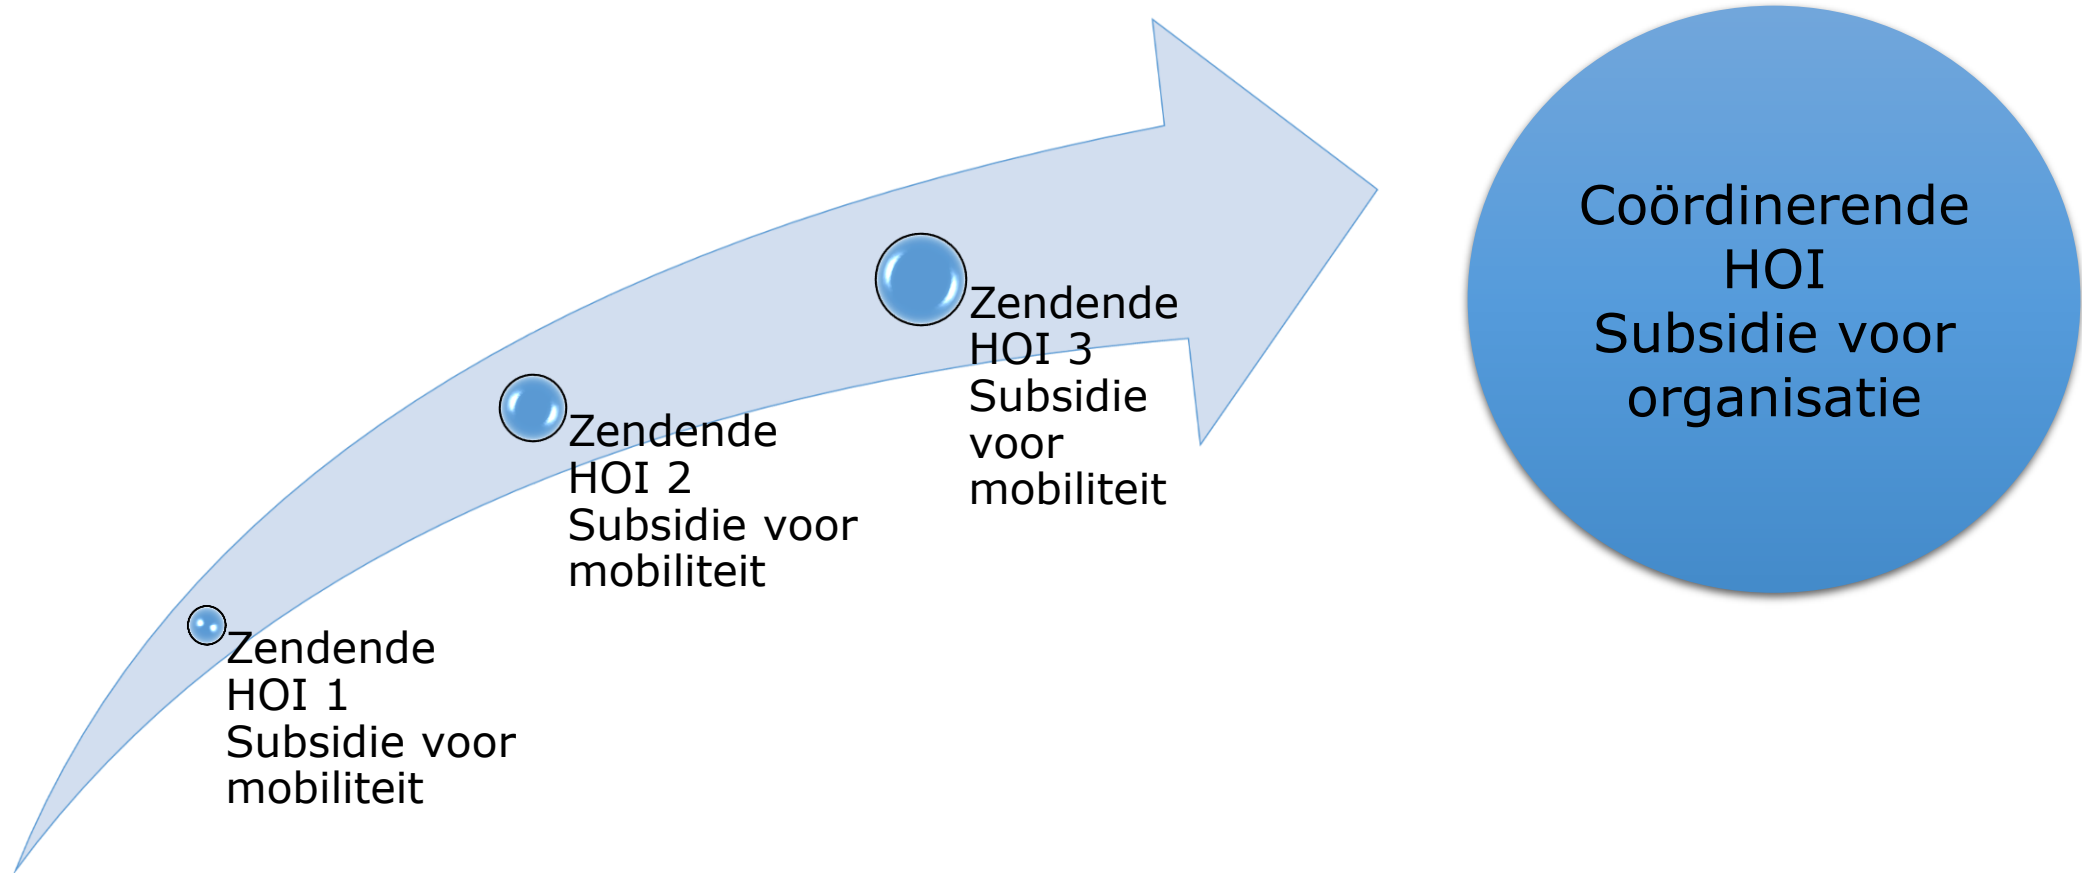 Zendende
HOI 1
Subsidie voor
mobiliteit
Zendende
HOI 2
Subsidie voor
mobiliteit
Zendende
HOI 3
Subsidie
voor
mobiliteit
Coördinerende
HOI
Subsidie voor
organisatie